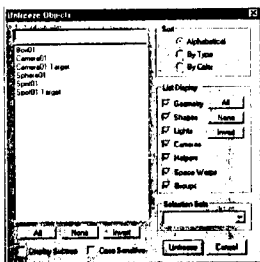 Unfreeze Objects
Box01
Camera01
Camera01.Target
Sphere01
Spot01
Spot01.Target
All None Invert
Display Subtree Case Sensitive
Sort
Alphabetical
By Type
By Color
List Display
Geometry All
Shapes None
Lights Invert
Cameras
Helpers
Space Warps
Groups
Selection Sets
Unfreeze Cancel